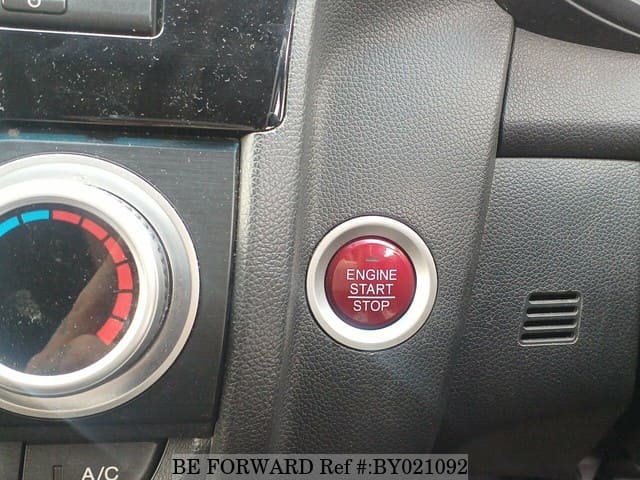 ENGINE
START
STOP
A/C
BE FORWARD Ref #:BY021092